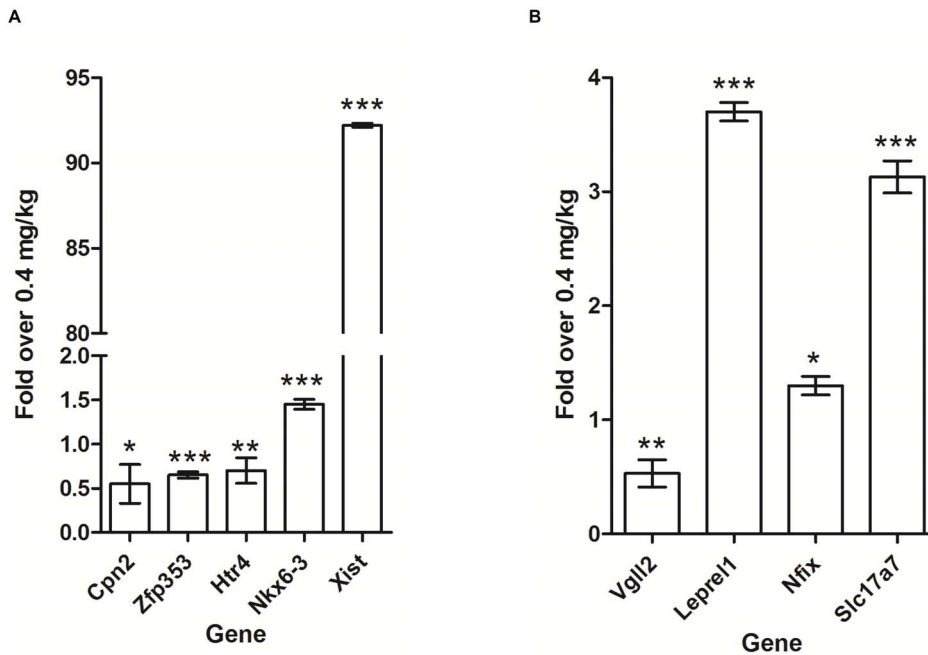 A
Fold over 0.4 mg/kg
95
90
85
80
2.0
1.5
1.0
0.5
0.0
*
***
**
***
***
Cpn2
Zfp353
Htr4
Nkx6-3
Xist
Gene
B
Fold over 0.4 mg/kg
4
3
2
1
0
**
***
*
***
Vgll2
Leprel1
Nfix
Slc17a7
Gene